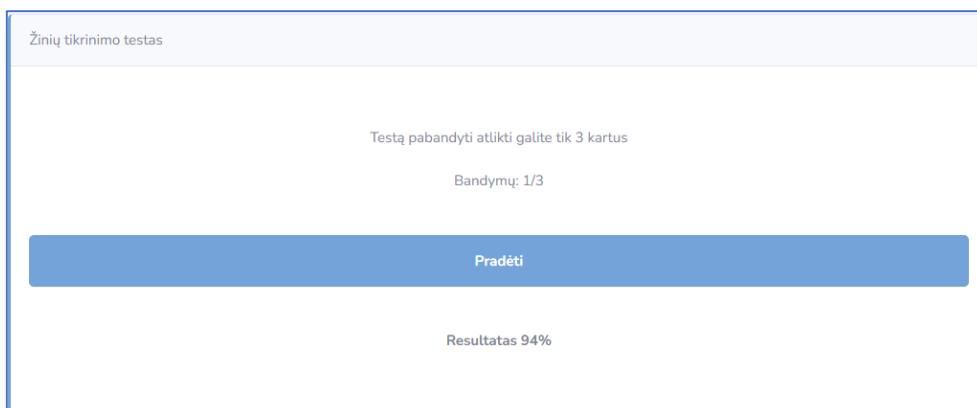 Žinių tikrinimo testas
Testą pabandyti atlikti galite tik 3 kartus
Bandymų: 1/3
Pradėti
Resultatas 94%